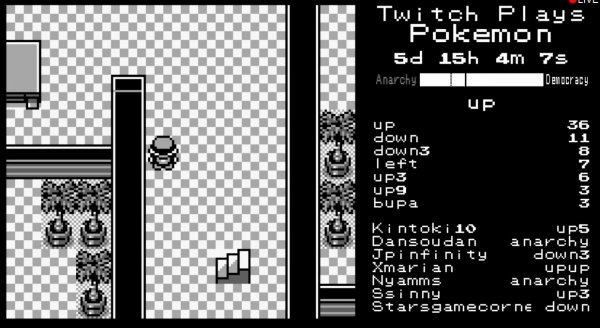 LIVE
Twitch Plays
Pokemon
5d 15h 4m 7s
Anarchy Democracy
up
up 36
down 11
down3 8
left 7
up3 6
up9 3
bupa 3
Kintoki10 up5
Dansoudan anarchy
Jpinfinity down3
Xmarian upup
Nyamms anarchy
Ssinny up3
Starsgamecorne down